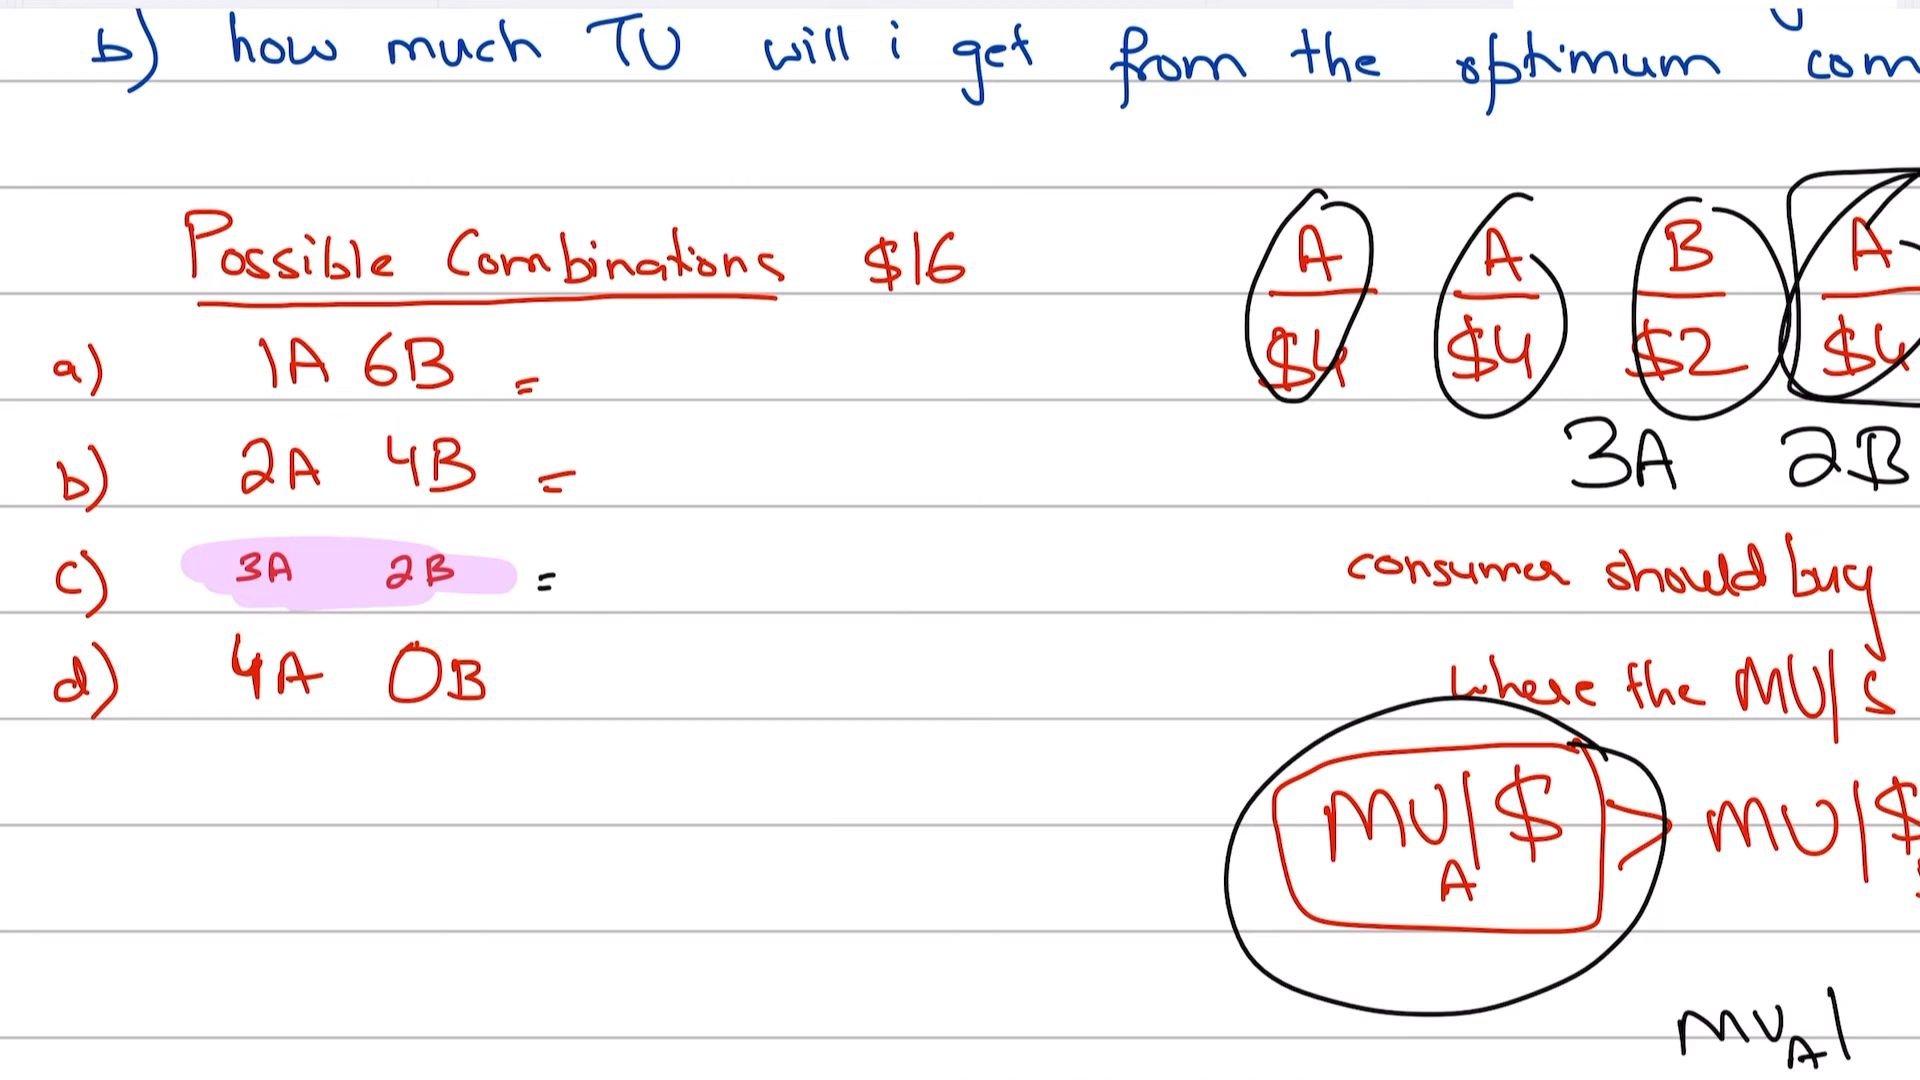 b) how much TU will i get from the optimum com
Possible Combinations $16
a) 1A 6B =
b) 2A 4B =
c) 3A 2B =
d) 4A 0B
A A B A
$4 $4 $2 $4
3A 2B
consumer should buy
where the MU/$
MU/$ > MU/$
A
MU A/